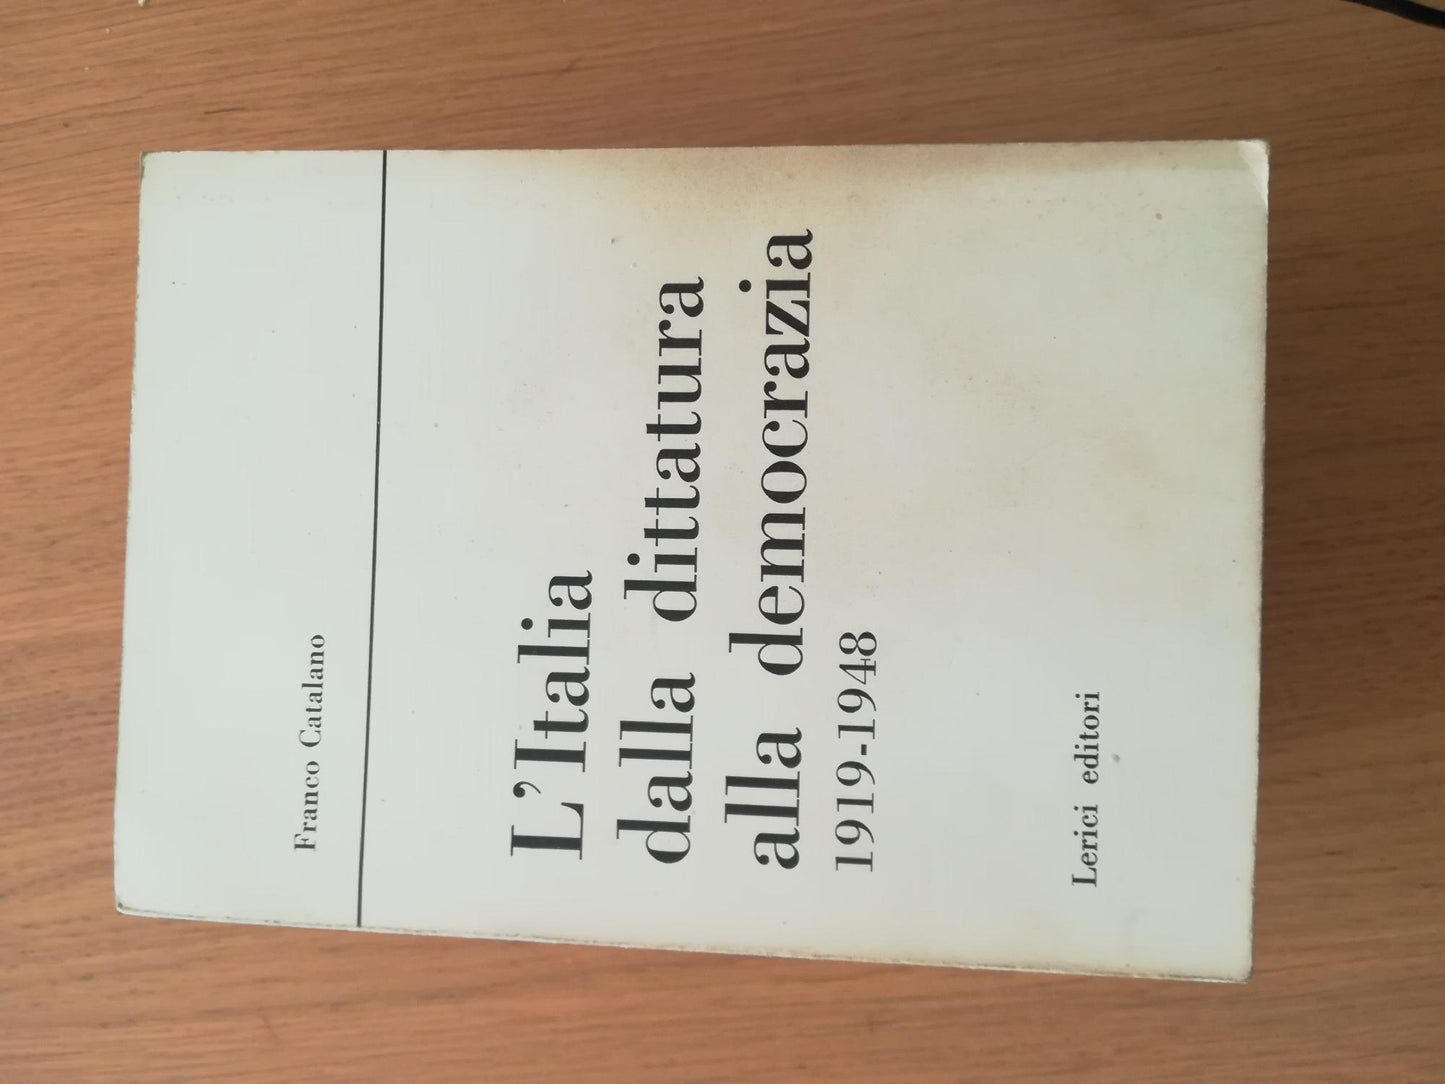 Franco Catalano
L'Italia
dalla dittatura
alla democrazia
1919-1948
Lerici editori